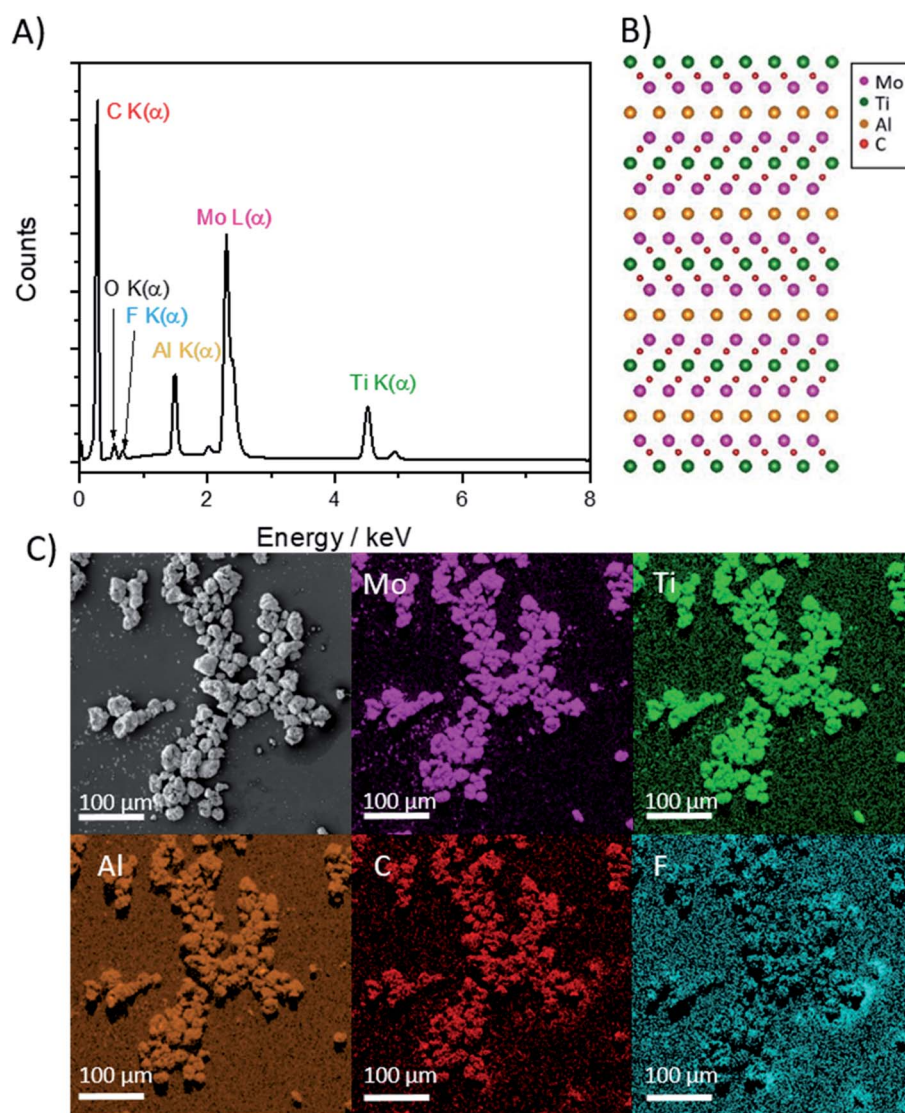 A)
C K(α)
Mo L(α)
O K(α)
F K(α)
Al K(α)
Ti K(α)
Counts
0
2
4
6
8
Energy / keV
B)
Mo
Ti
Al
C
C)
100 µm
Mo
100 µm
Ti
100 µm
Al
100 µm
C
100 µm
F
100 µm